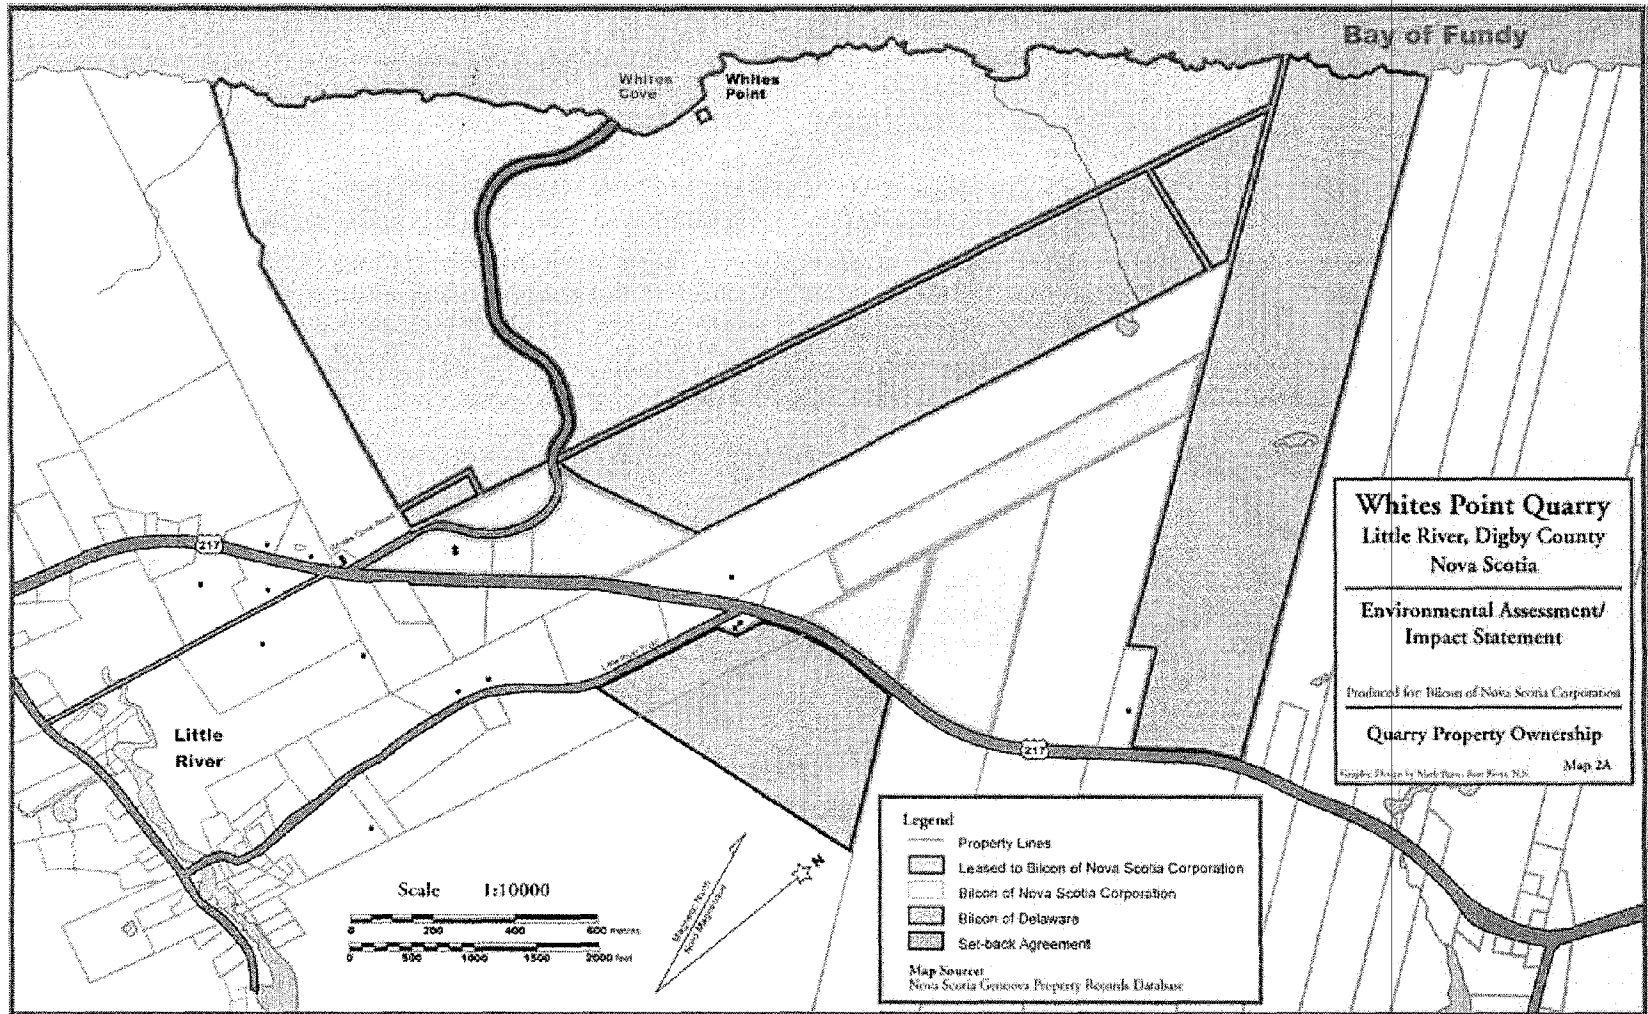 Bay of Fundy
Whites
Cove
Whites
Point
217
Little River
Little
River
217
Whites Point Quarry
Little River, Digby County
Nova Scotia
Environmental Assessment/
Impact Statement
Produced for: Bilcon of Nova Scotia Corporation
Quarry Property Ownership
Map 2A
Scale 1:10000
0 200 400 600 metres
0 500 1000 1500 2000 feet
Magnetic North
N
Legend
Property Lines
Leased to Bilcon of Nova Scotia Corporation
Bilcon of Nova Scotia Corporation
Bilcon of Delaware
Set-back Agreement
Map Source:
Nova Scotia Geonova Property Records Database